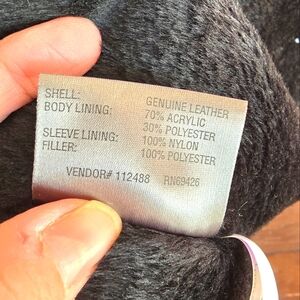 SHELL: GENUINE LEATHER
BODY LINING: 70% ACRYLIC
30% POLYESTER
SLEEVE LINING: 100% NYLON
FILLER: 100% POLYESTER
VENDOR# 112488 RN69426